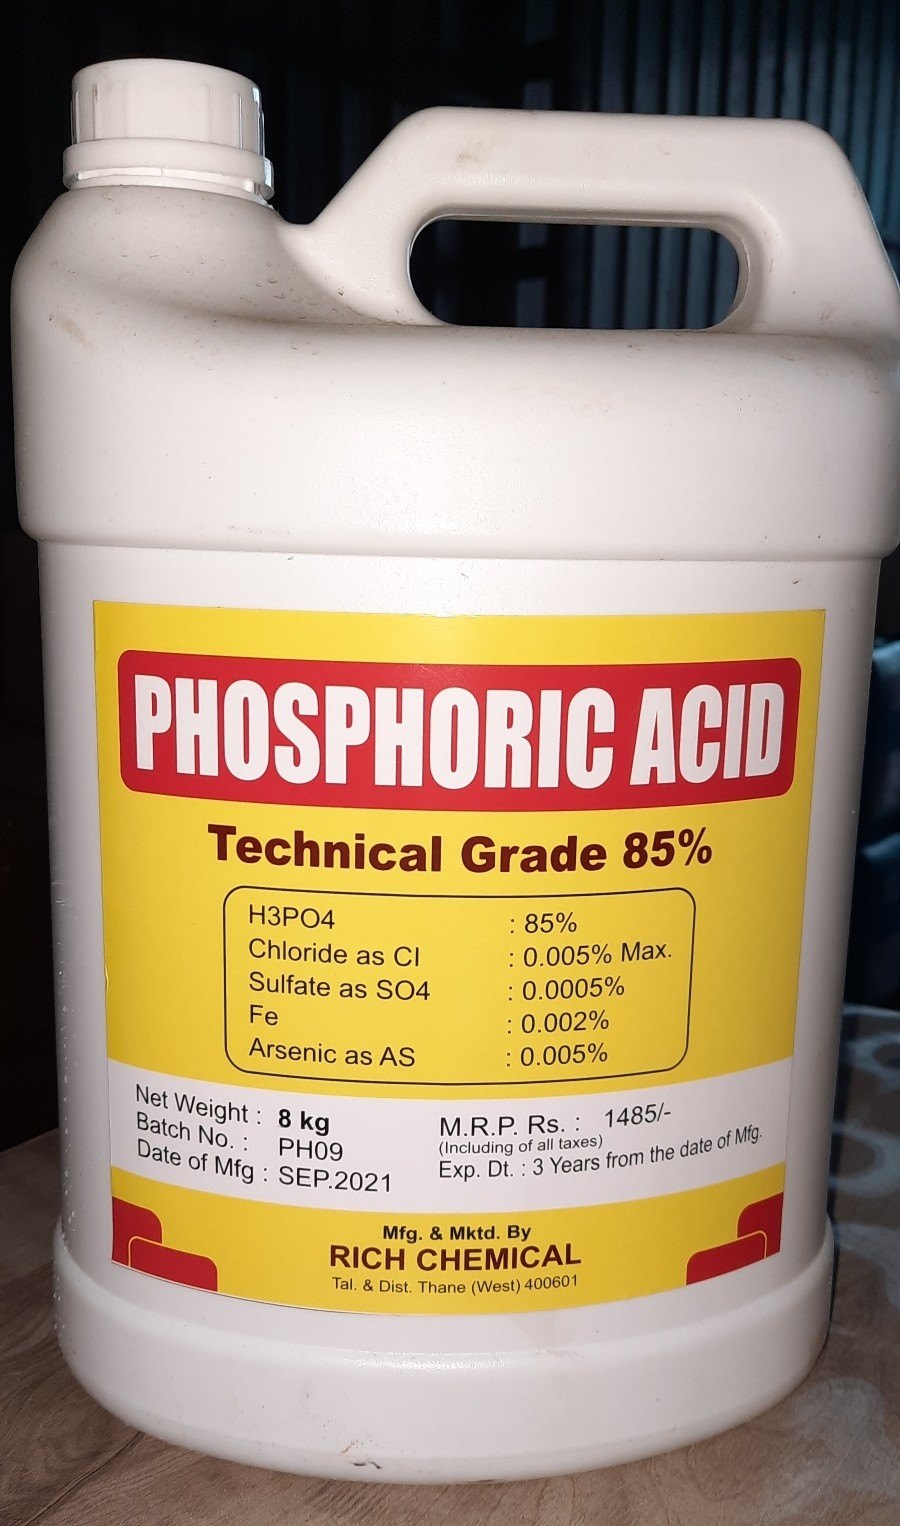 PHOSPHORIC ACID
Technical Grade 85%
H3PO4 : 85%
Chloride as Cl : 0.005% Max.
Sulfate as SO4 : 0.0005%
Fe : 0.002%
Arsenic as AS : 0.005%
Net Weight : 8 kg
Batch No. : PH09
Date of Mfg : SEP.2021
M.R.P. Rs. : 1485/-
(Including of all taxes)
Exp. Dt. : 3 Years from the date of Mfg.
Mfg. & Mktd. By
RICH CHEMICAL
Tal. & Dist. Thane (West) 400601